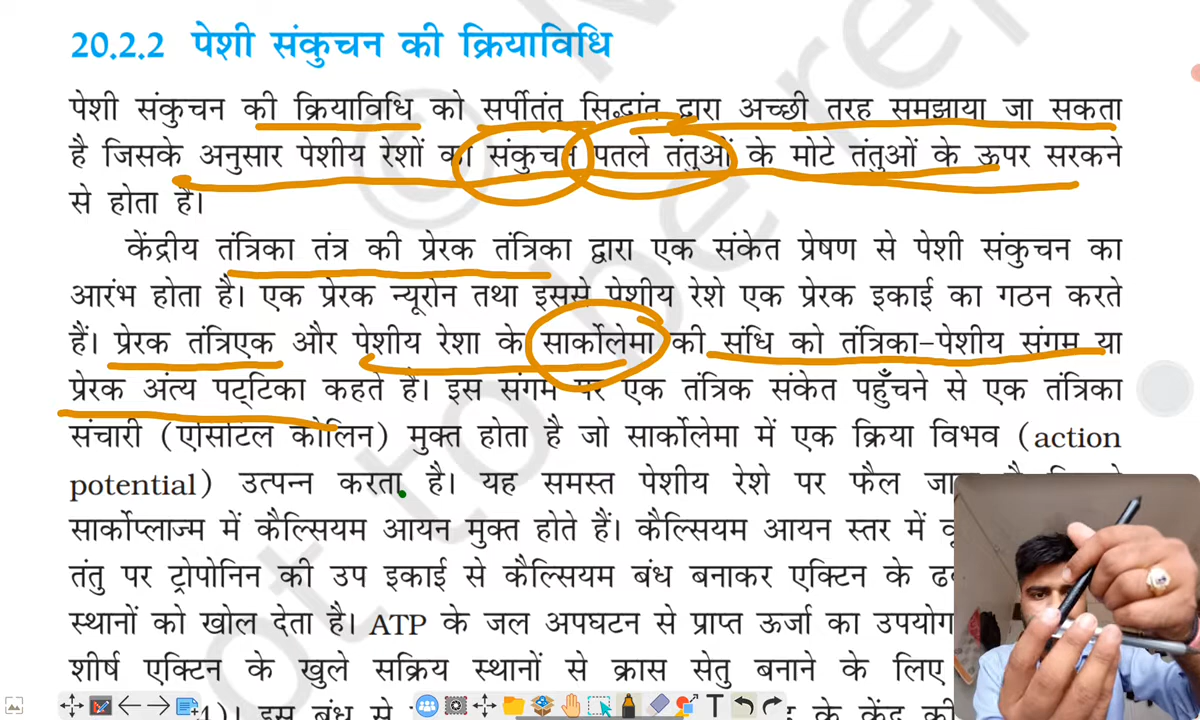 20.2.2 पेशी संकुचन की क्रियाविधि
पेशी संकुचन की क्रियाविधि को सर्पीतंतु सिद्धांत द्वारा अच्छी तरह समझाया जा सकता
है जिसके अनुसार पेशीय रेशों का संकुचन पतले तंतुओं के मोटे तंतुओं के ऊपर सरकने
से होता है।
केंद्रीय तंत्रिका तंत्र की प्रेरक तंत्रिका द्वारा एक संकेत प्रेषण से पेशी संकुचन का
आरंभ होता है। एक प्रेरक न्यूरोन तथा इससे पेशीय रेशे एक प्रेरक इकाई का गठन करते
हैं। प्रेरक तंत्रिएक और पेशीय रेशा के सार्कोलेमा की संधि को तंत्रिका-पेशीय संगम या
प्रेरक अंत्य पट्टिका कहते है। इस संगम पर एक तंत्रिक संकेत पहुँचने से एक तंत्रिका
संचारी (एसिटिल कोलिन) मुक्त होता है जो सार्कोलेमा में एक क्रिया विभव (action
potential) उत्पन्न करता है। यह समस्त पेशीय रेशे पर फैल
सार्कोप्लाज्म में कैल्सियम आयन मुक्त होते हैं। कैल्सियम आयन स्तर में
तंतु पर ट्रोपोनिन की उप इकाई से कैल्सियम बंध बनाकर एक्टिन के
स्थानों को खोल देता है। ATP के जल अपघटन से प्राप्त ऊर्जा का उपयोग
शीर्ष एक्टिन के खुले सक्रिय स्थानों से क्रास सेतु बनाने के लिए
इस बंध से के केंद्र की